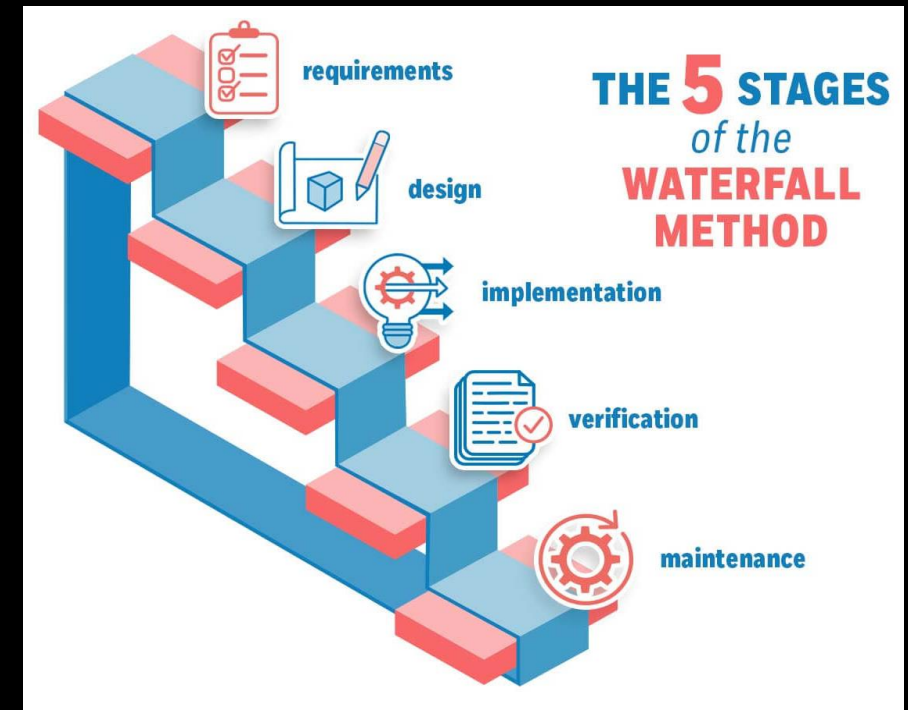 THE 5 STAGES
of the
WATERFALL
METHOD
requirements
design
implementation
verification
maintenance